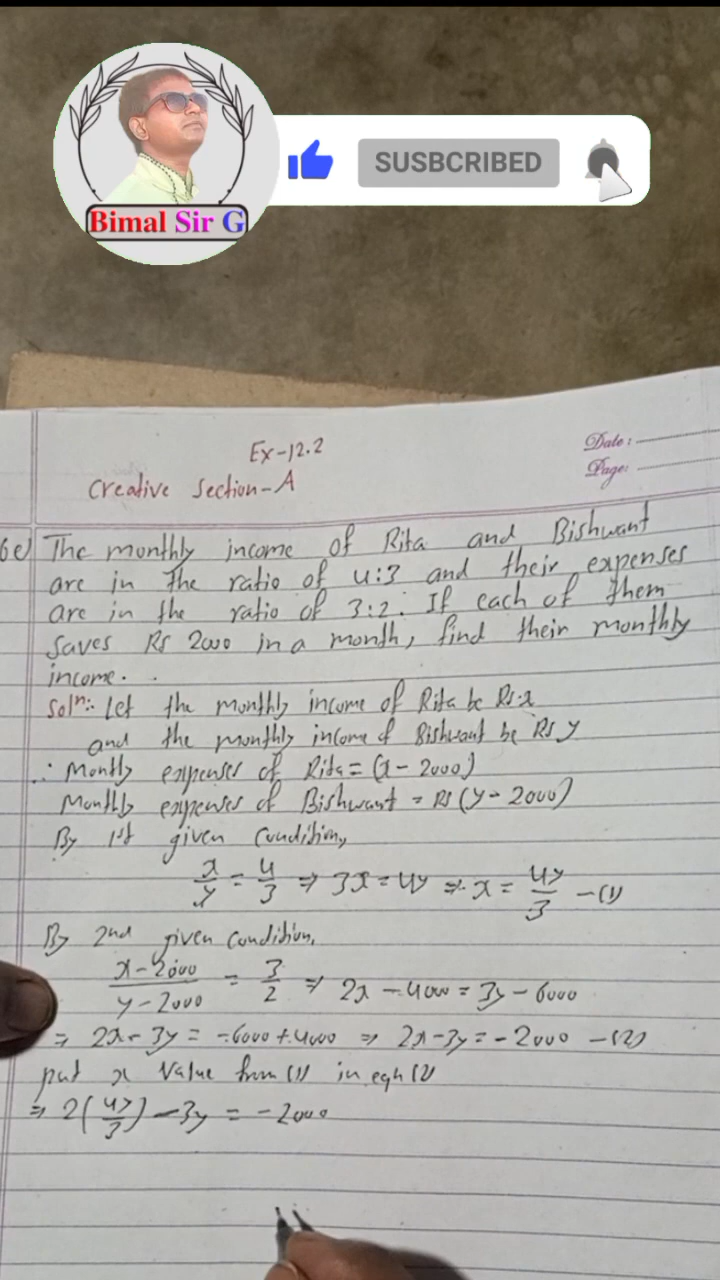 Bimal Sir G
SUSBCRIBED
Ex-12.2
Date:
Page:
Creative Section-A
6e) The monthly income of Rita and Bishwant
are in the ratio of 4:3 and their expenses
are in the ratio of 3:2. If each of them
saves Rs 2000 in a month, find their monthly
income.
Solⁿ: Let the monthly income of Rita be Rs.x
and the monthly income of Bishwant be Rs y
∴ Montly expenses of Rita = (x - 2000)
Monthly expenses of Bishwant = Rs (y - 2000)
By 1st given Condition,
x/y = 4/3 ⇒ 3x = 4y ⇒ x = 4y/3 - (1)
By 2nd given Condition,
x-2000/y-2000 = 3/2 ⇒ 2x - 4000 = 3y - 6000
⇒ 2x - 3y = -6000 + 4000 ⇒ 2x - 3y = -2000 - (2)
put x Value from (1) in eqn (2)
⇒ 2(4y/3) - 3y = -2000